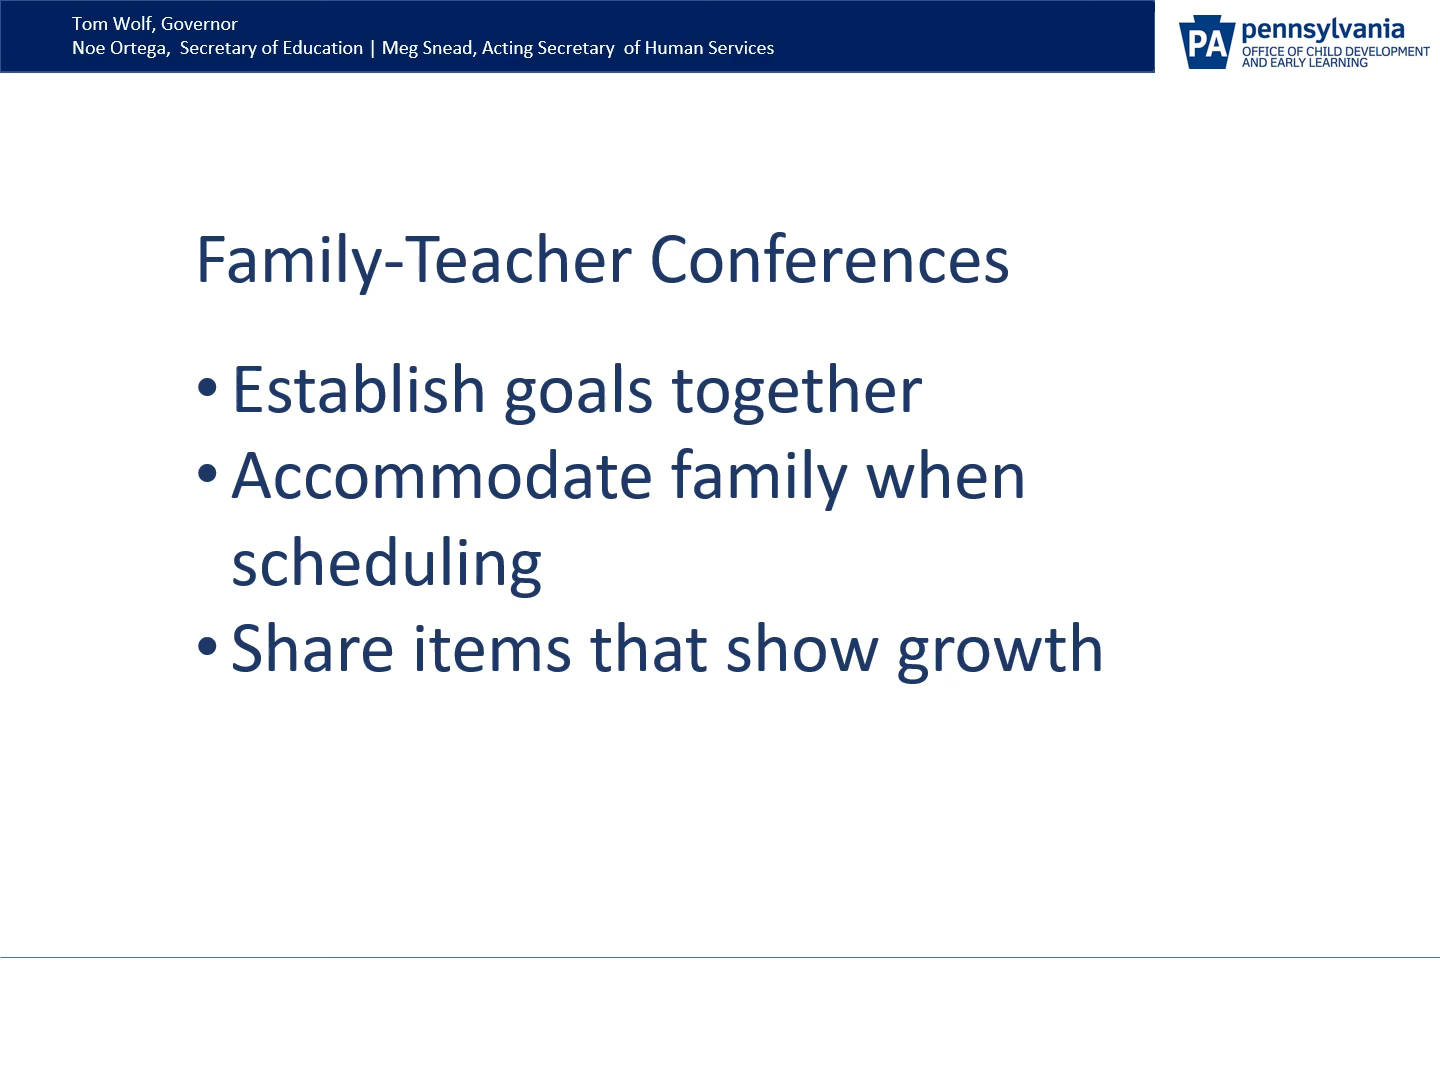 Tom Wolf, Governor
Noe Ortega,  Secretary of Education | Meg Snead, Acting Secretary  of Human Services
PA
pennsylvania
OFFICE OF CHILD DEVELOPMENT
AND EARLY LEARNING
Family-Teacher Conferences
• Establish goals together
• Accommodate family when
scheduling
• Share items that show growth